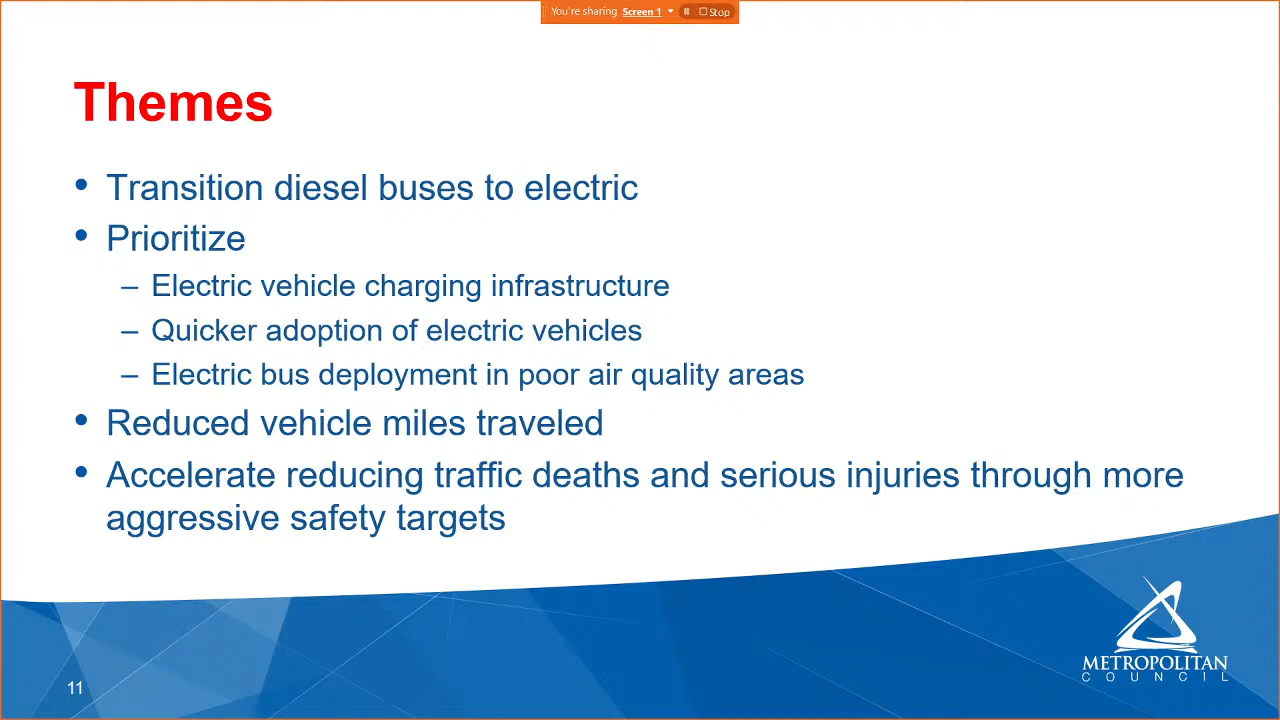 You're sharing Screen 1 Stop
Themes
• Transition diesel buses to electric
• Prioritize
– Electric vehicle charging infrastructure
– Quicker adoption of electric vehicles
– Electric bus deployment in poor air quality areas
• Reduced vehicle miles traveled
• Accelerate reducing traffic deaths and serious injuries through more
aggressive safety targets
METROPOLITAN
COUNCIL
11